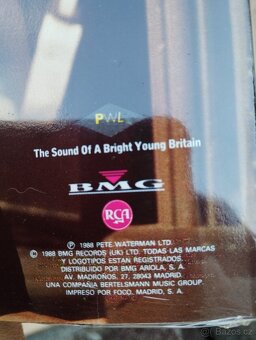 PWL
The Sound Of A Bright Young Britain
BMG
RCA
Ⓟ 1988 PETE WATERMAN LTD.
© 1988 BMG RECORDS (UK) LTD. TODAS LAS MARCAS
Y LOGOTIPOS ESTAN REGISTRADOS.
DISTRIBUIDO POR BMG ARIOLA, S. A.
AV. MADROÑOS, 27, 28043 MADRID.
UNA COMPAÑIA BERTELSMANN MUSIC GROUP.
IMPRESO POR FOCO. MADRID, S. A.